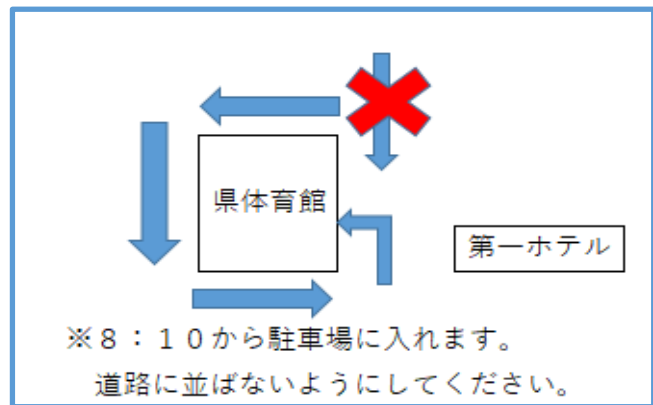 県体育館
第一ホテル
※８：１０から駐車場に入れます。
道路に並ばないようにしてください。